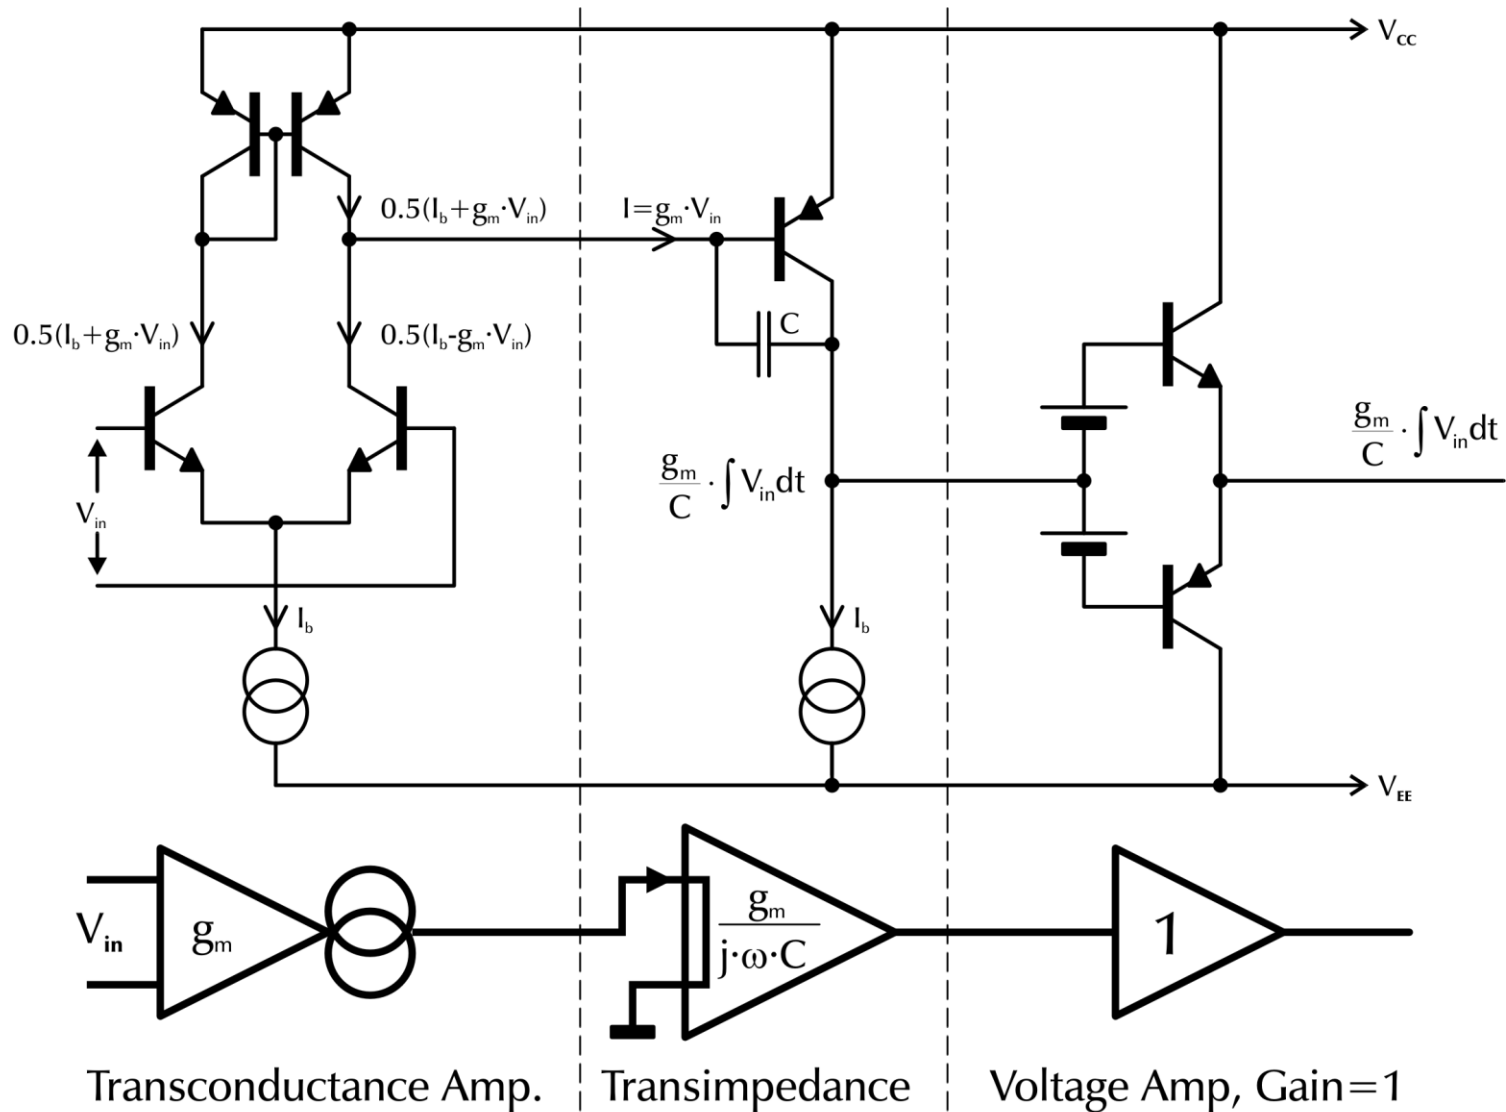 V_CC
0.5(I_b+g_m·V_in)
I=g_m·V_in
0.5(I_b+g_m·V_in)
0.5(I_b-g_m·V_in)
C
g_m/C · ∫V_in dt
g_m/C · ∫V_in dt
V_in
I_b
I_b
V_EE
V_in
g_m
g_m/j·ω·C
1
Transconductance Amp.
Transimpedance
Voltage Amp, Gain=1